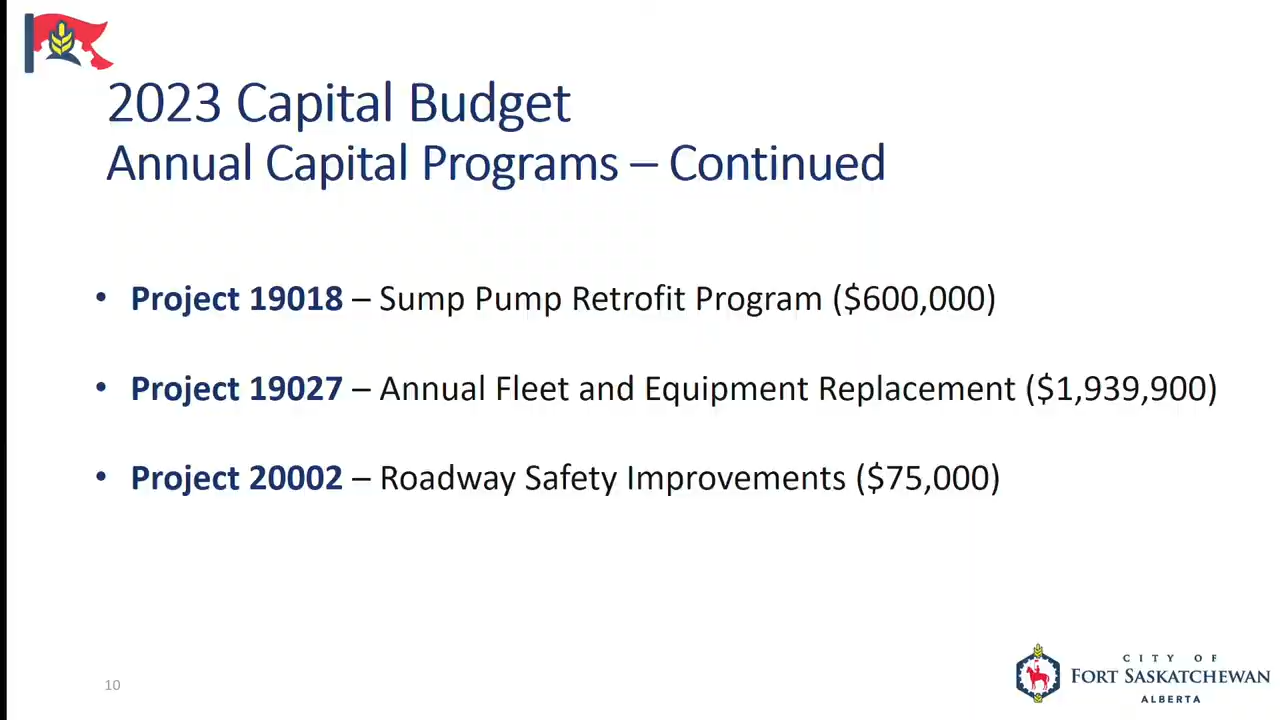 2023 Capital Budget
Annual Capital Programs – Continued
• Project 19018 – Sump Pump Retrofit Program ($600,000)
• Project 19027 – Annual Fleet and Equipment Replacement ($1,939,900)
• Project 20002 – Roadway Safety Improvements ($75,000)
10
CITY OF
FORT SASKATCHEWAN
ALBERTA